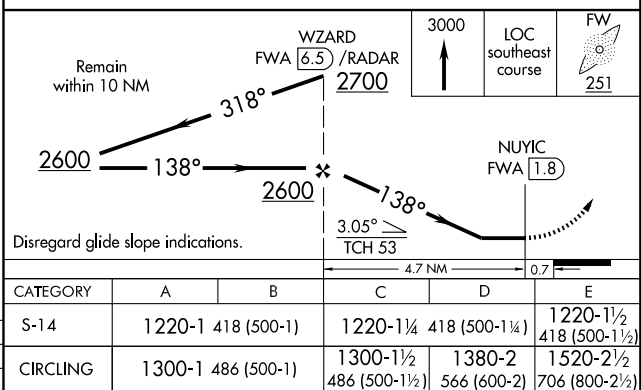 WZARD
FWA 6.5 /RADAR
2700
Remain
within 10 NM
318°
2600
138°
2600
3000
LOC
southeast
course
FW
251
NUYIC
FWA 1.8
138°
3.05°
TCH 53
Disregard glide slope indications.
4.7 NM
0.7
CATEGORY A B C D E
S-14 1220-1 418 (500-1) 1220-1¼ 418 (500-1¼) 1220-1½ 418 (500-1½)
CIRCLING 1300-1 486 (500-1) 1300-1½ 486 (500-1½) 1380-2 566 (600-2) 1520-2½ 706 (800-2½)